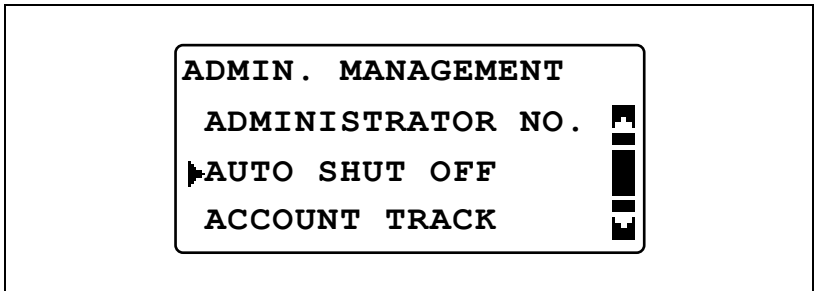 ADMIN. MANAGEMENT
ADMINISTRATOR NO.
AUTO SHUT OFF
ACCOUNT TRACK